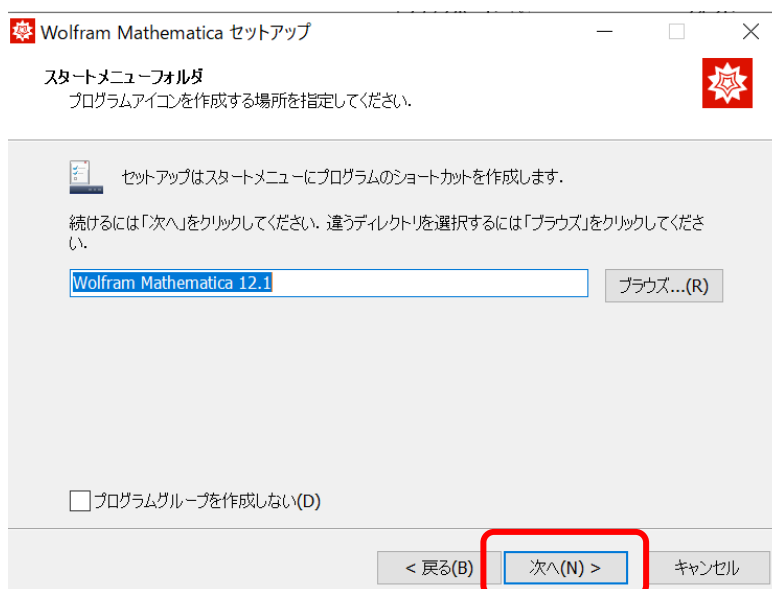 Wolfram Mathematica セットアップ
スタートメニューフォルダ
プログラムアイコンを作成する場所を指定してください.
セットアップはスタートメニューにプログラムのショートカットを作成します.
続けるには「次へ」をクリックしてください. 違うディレクトリを選択するには「ブラウズ」をクリックしてくださ
い.
Wolfram Mathematica 12.1
ブラウズ...(R)
プログラムグループを作成しない(D)
< 戻る(B)
次へ(N) >
キャンセル